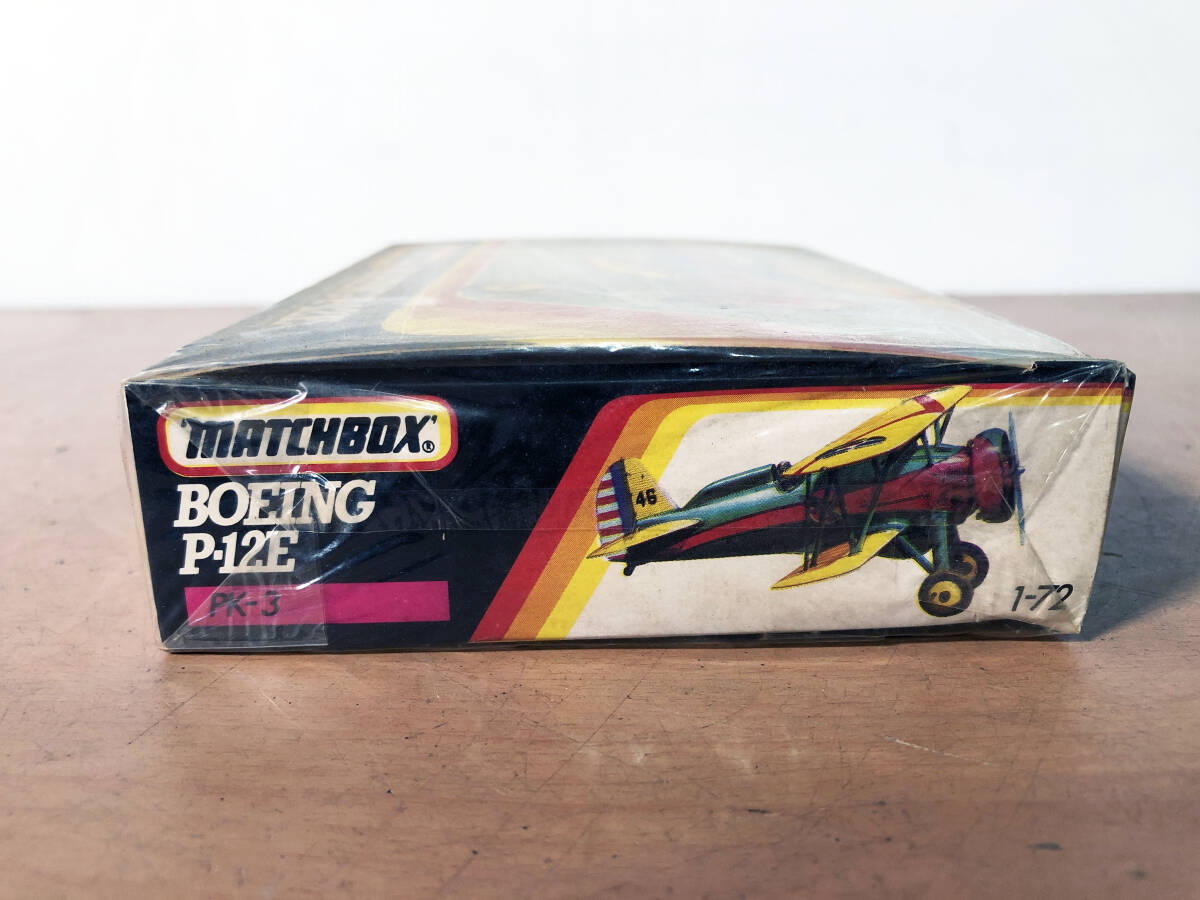 'MATCHBOX'®
BOEING
P-12E
PK-3
46
1-72